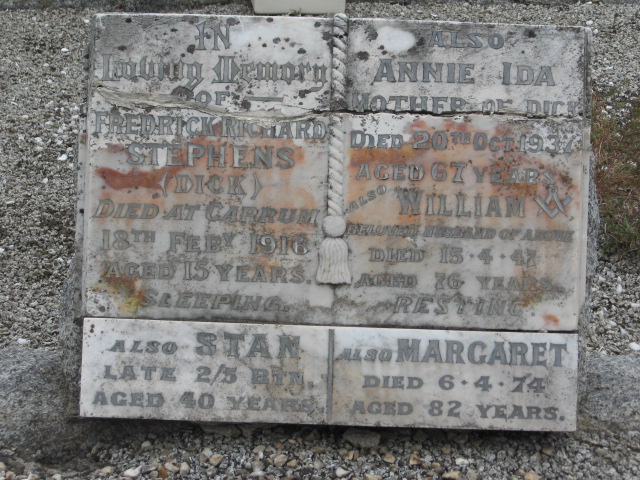 IN
Loving Memory
OF
FREDRICK RICHARD
STEPHENS
(DICK)
DIED AT CARRUM
18TH FEBY 1916
AGED 15 YEARS.
SLEEPING.
ALSO
ANNIE IDA
MOTHER OF DICK
DIED 20TH OCT. 1937
AGED 67 YEARS
ALSO WILLIAM
BELOVED HUSBAND OF ABOVE
DIED 13·4·47
AGED 76 YEARS
RESTING
ALSO STAN
LATE 2/5 BTN.
AGED 40 YEARS
ALSO MARGARET
DIED 6·4·74
AGED 82 YEARS